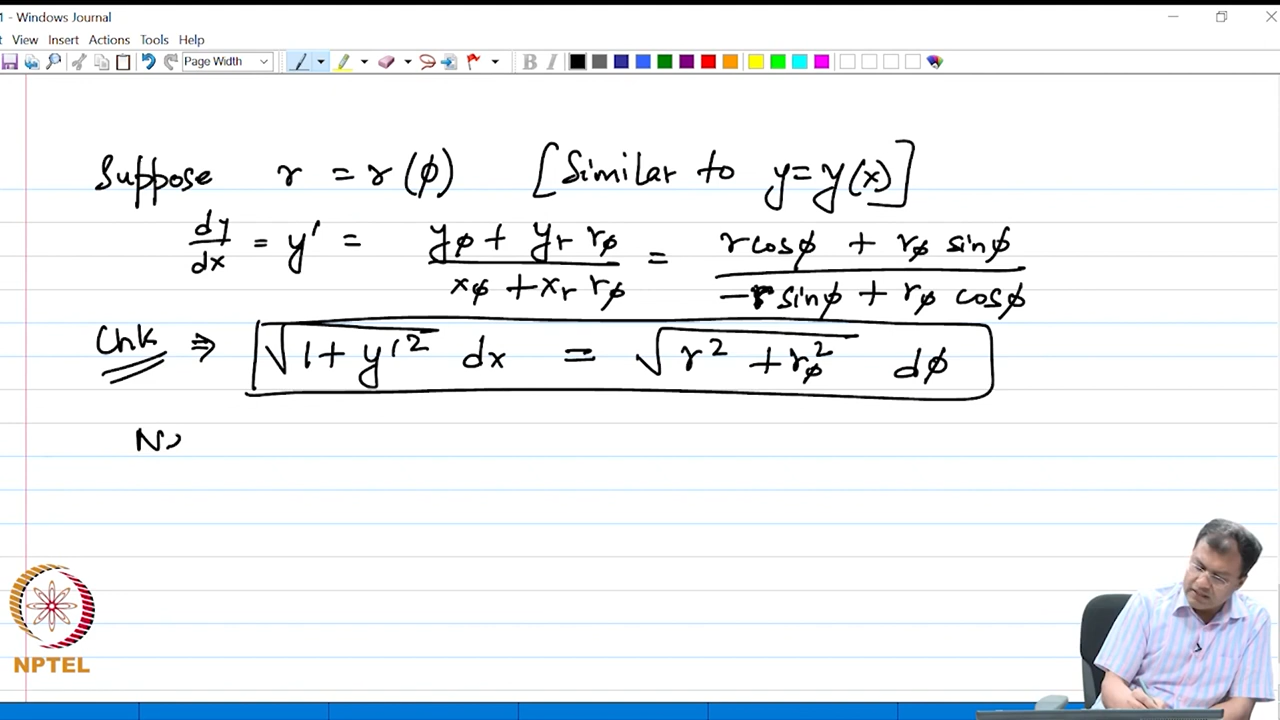 1 - Windows Journal
t View Insert Actions Tools Help
Page Width B I
Suppose r = r(φ) [Similar to y=y(x)]
dy/dx = y' = (yφ + yr rφ)/(xφ + xr rφ) = (r cosφ + rφ sinφ)/(-r sinφ + rφ cosφ)
Chk ⇒ √(1+y'²) dx = √(r² + rφ²) dφ
NPTEL